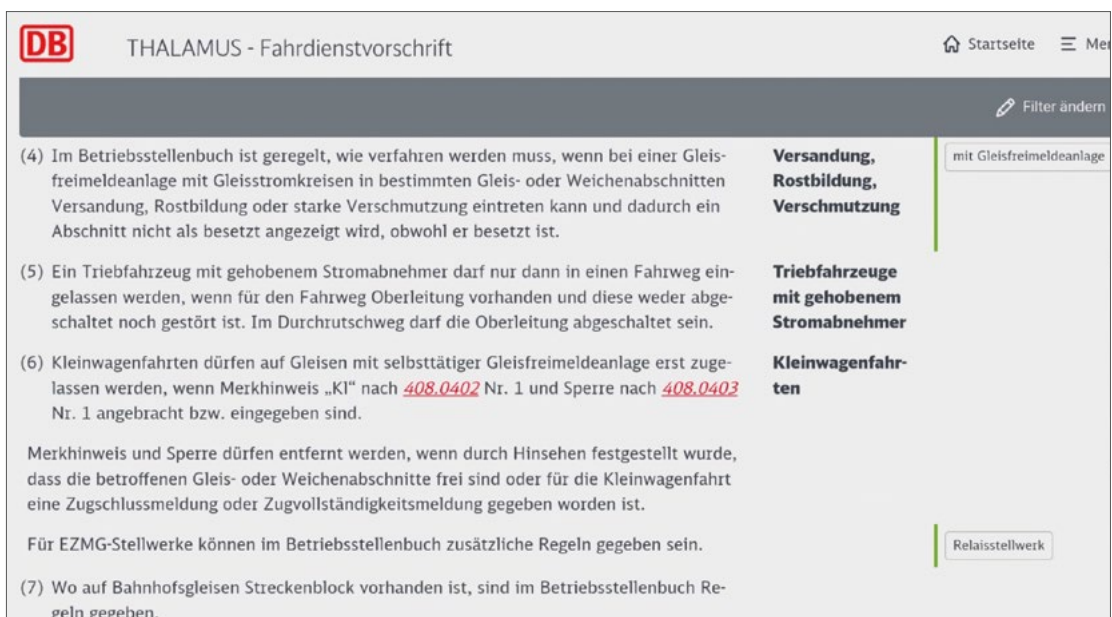 DB
THALAMUS - Fahrdienstvorschrift
Startseite
Filter ändern
(4) Im Betriebsstellenbuch ist geregelt, wie verfahren werden muss, wenn bei einer Gleis-
freimeldeanlage mit Gleisstromkreisen in bestimmten Gleis- oder Weichenabschnitten
Versandung, Rostbildung oder starke Verschmutzung eintreten kann und dadurch ein
Abschnitt nicht als besetzt angezeigt wird, obwohl er besetzt ist.
Versandung,
Rostbildung,
Verschmutzung
mit Gleisfreimeldeanlage
(5) Ein Triebfahrzeug mit gehobenem Stromabnehmer darf nur dann in einen Fahrweg ein-
gelassen werden, wenn für den Fahrweg Oberleitung vorhanden und diese weder abge-
schaltet noch gestört ist. Im Durchrutschweg darf die Oberleitung abgeschaltet sein.
Triebfahrzeuge
mit gehobenem
Stromabnehmer
(6) Kleinwagenfahrten dürfen auf Gleisen mit selbsttätiger Gleisfreimeldeanlage erst zuge-
lassen werden, wenn Merkhinweis „Kl“ nach 408.0402 Nr. 1 und Sperre nach 408.0403
Nr. 1 angebracht bzw. eingegeben sind.
Kleinwagenfahr-
ten
Merkhinweis und Sperre dürfen entfernt werden, wenn durch Hinsehen festgestellt wurde,
dass die betroffenen Gleis- oder Weichenabschnitte frei sind oder für die Kleinwagenfahrt
eine Zugschlussmeldung oder Zugvollständigkeitsmeldung gegeben worden ist.
Für EZMG-Stellwerke können im Betriebsstellenbuch zusätzliche Regeln gegeben sein.
Relaisstellwerk
(7) Wo auf Bahnhofsgleisen Streckenblock vorhanden ist, sind im Betriebsstellenbuch Re-
geln gegeben.